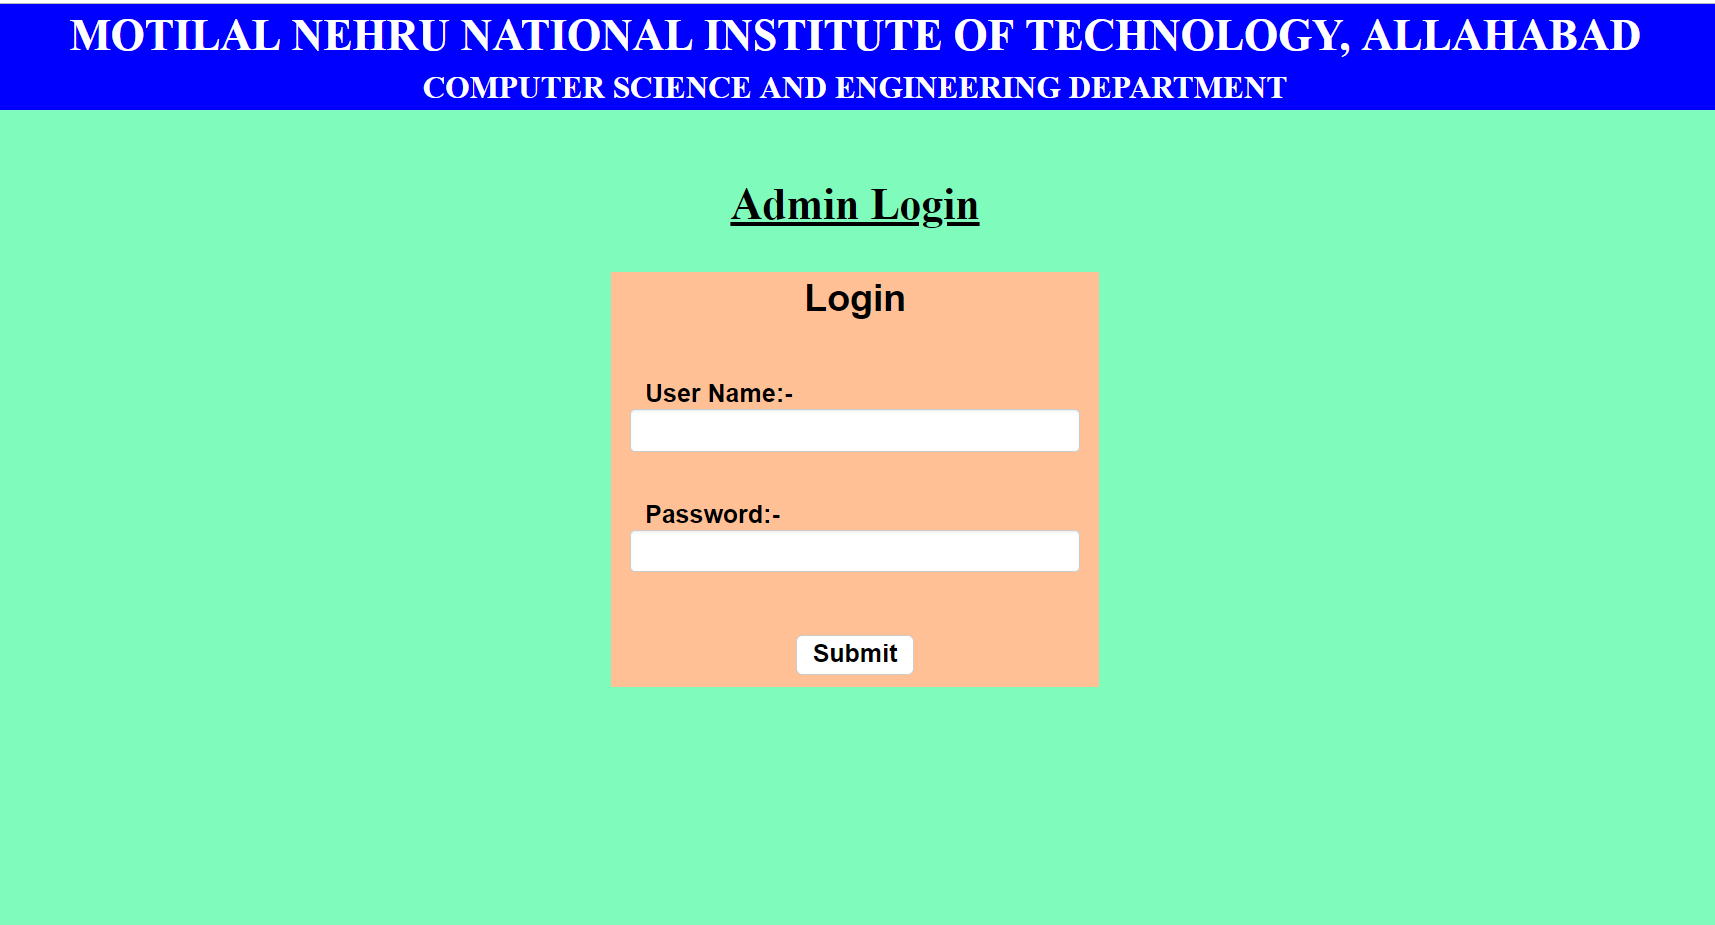 MOTILAL NEHRU NATIONAL INSTITUTE OF TECHNOLOGY, ALLAHABAD
COMPUTER SCIENCE AND ENGINEERING DEPARTMENT
Admin Login
Login
User Name:-
Password:-
Submit